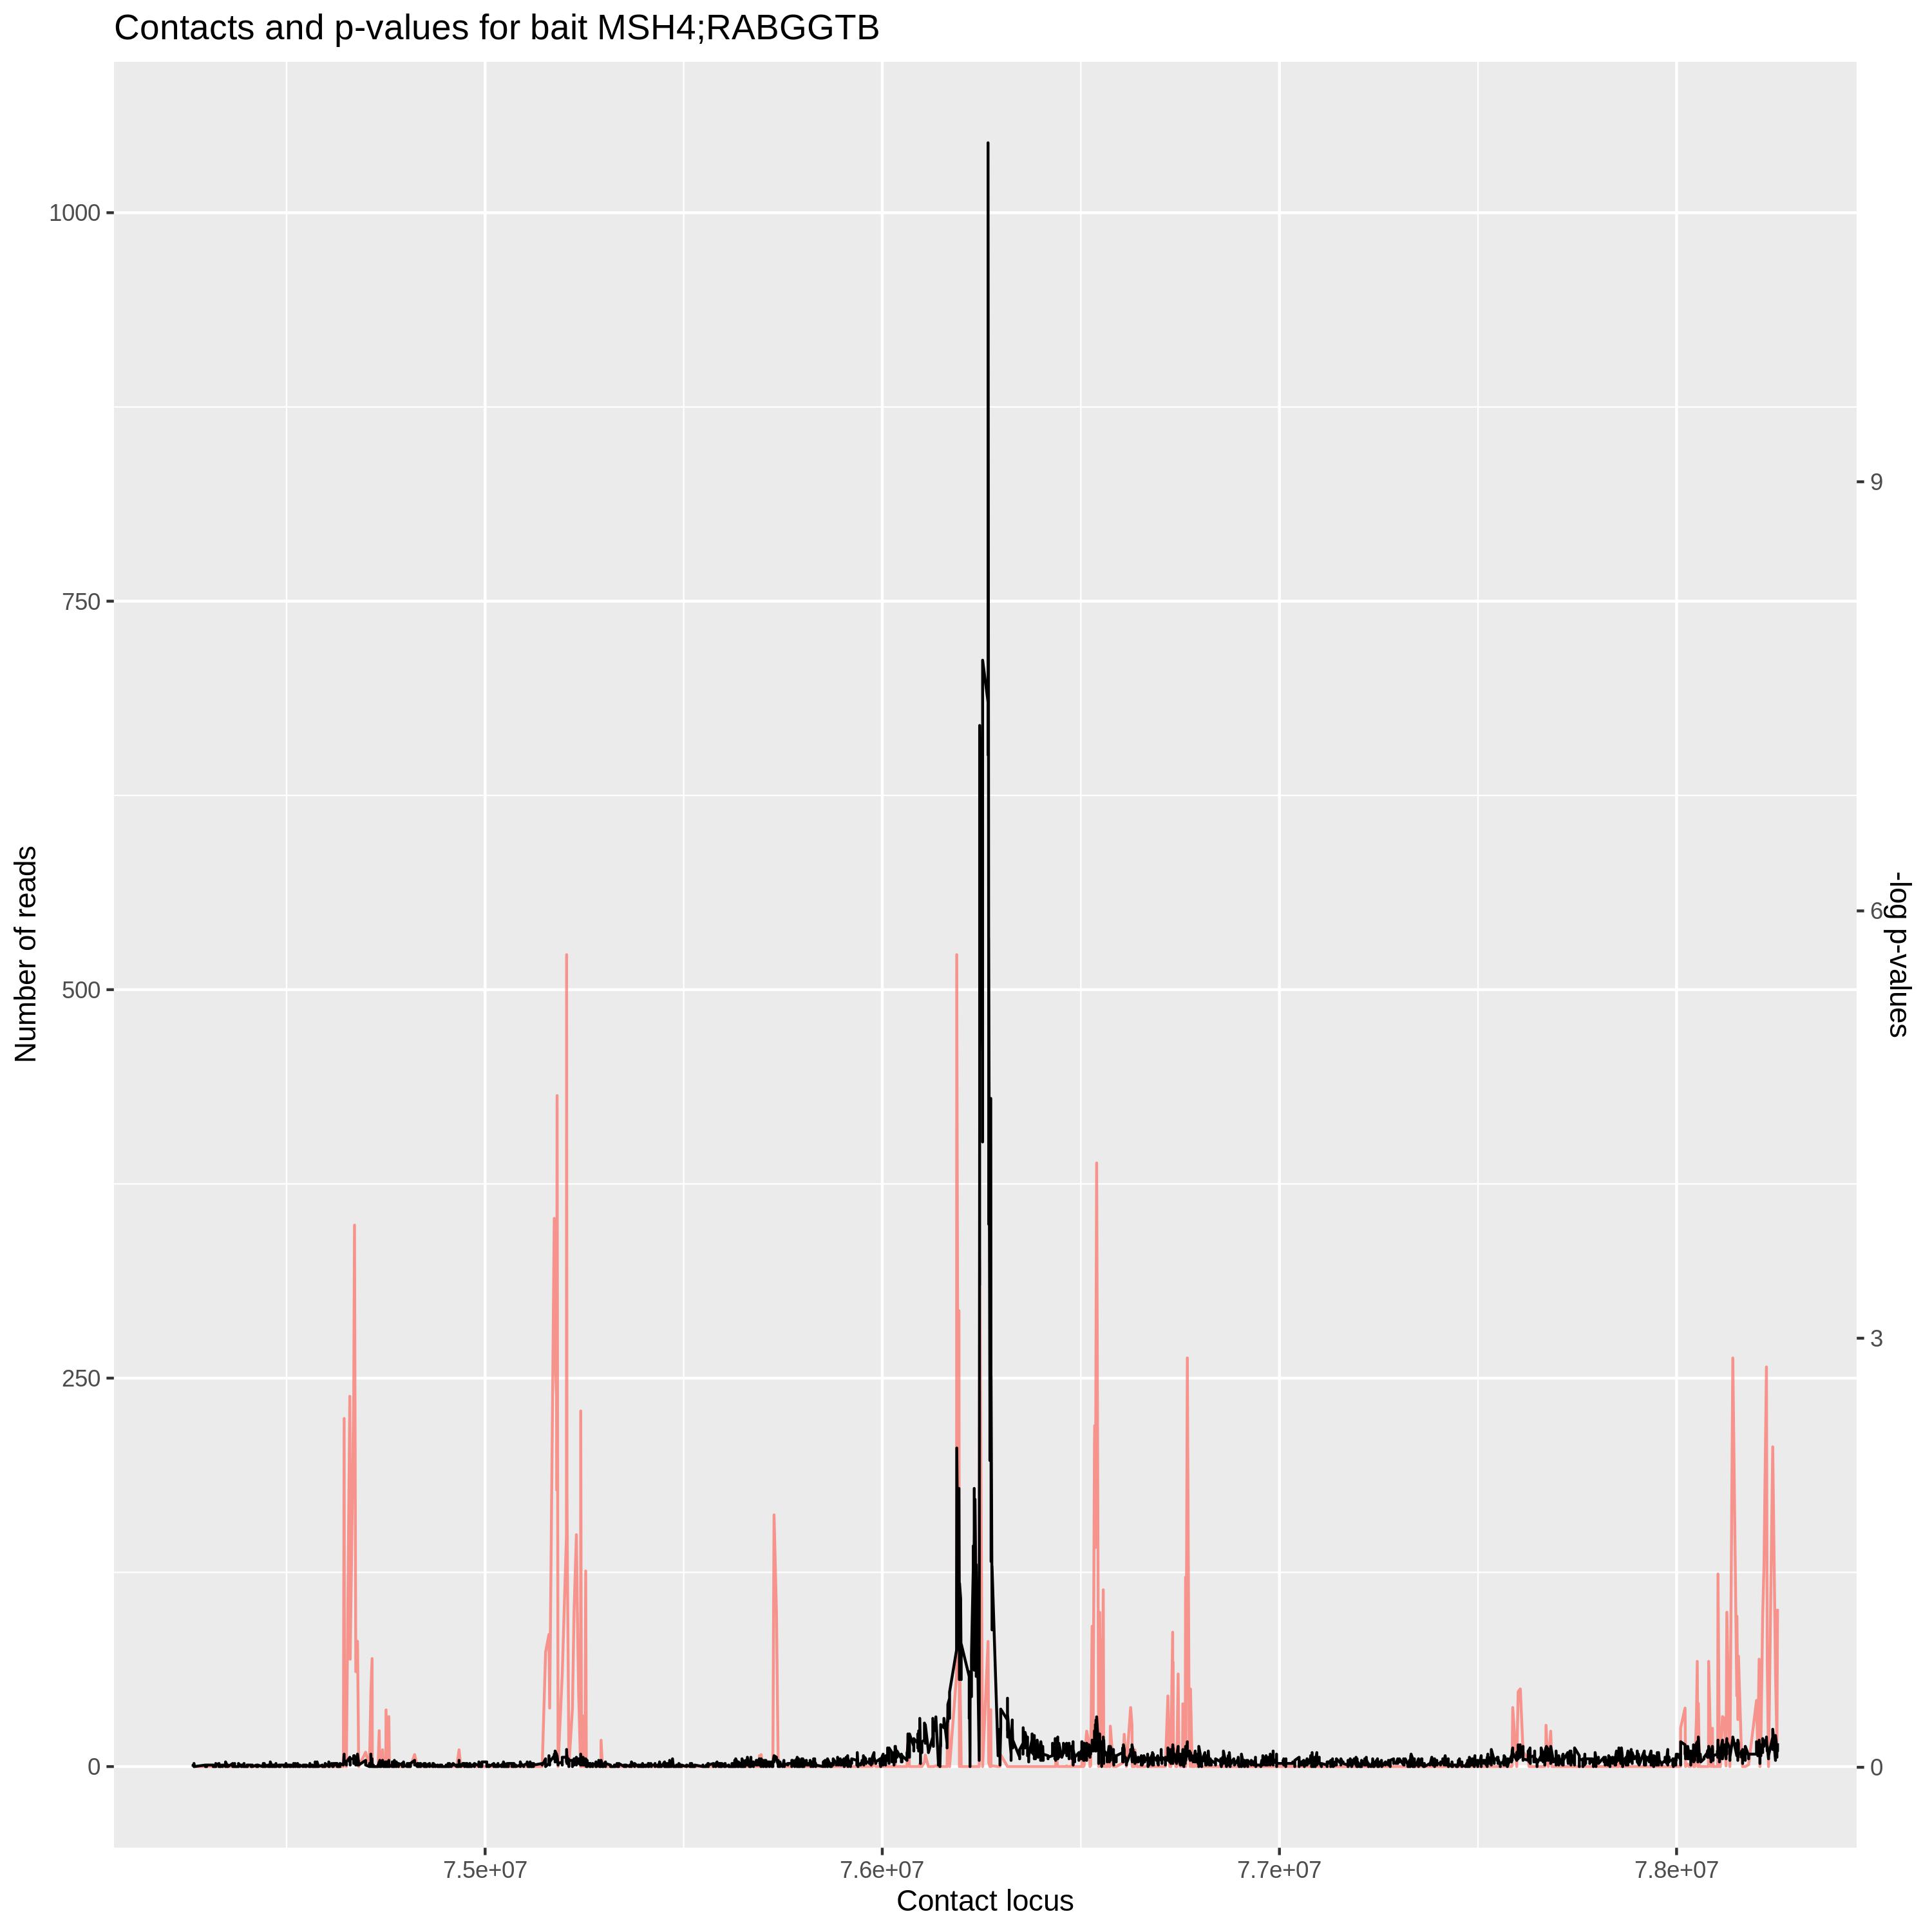 Contacts and p-values for bait MSH4;RABGGTB
1000
750
500
250
0
Number of reads
9
6
3
0
-log p-values
7.5e+07 7.6e+07 7.7e+07 7.8e+07
Contact locus